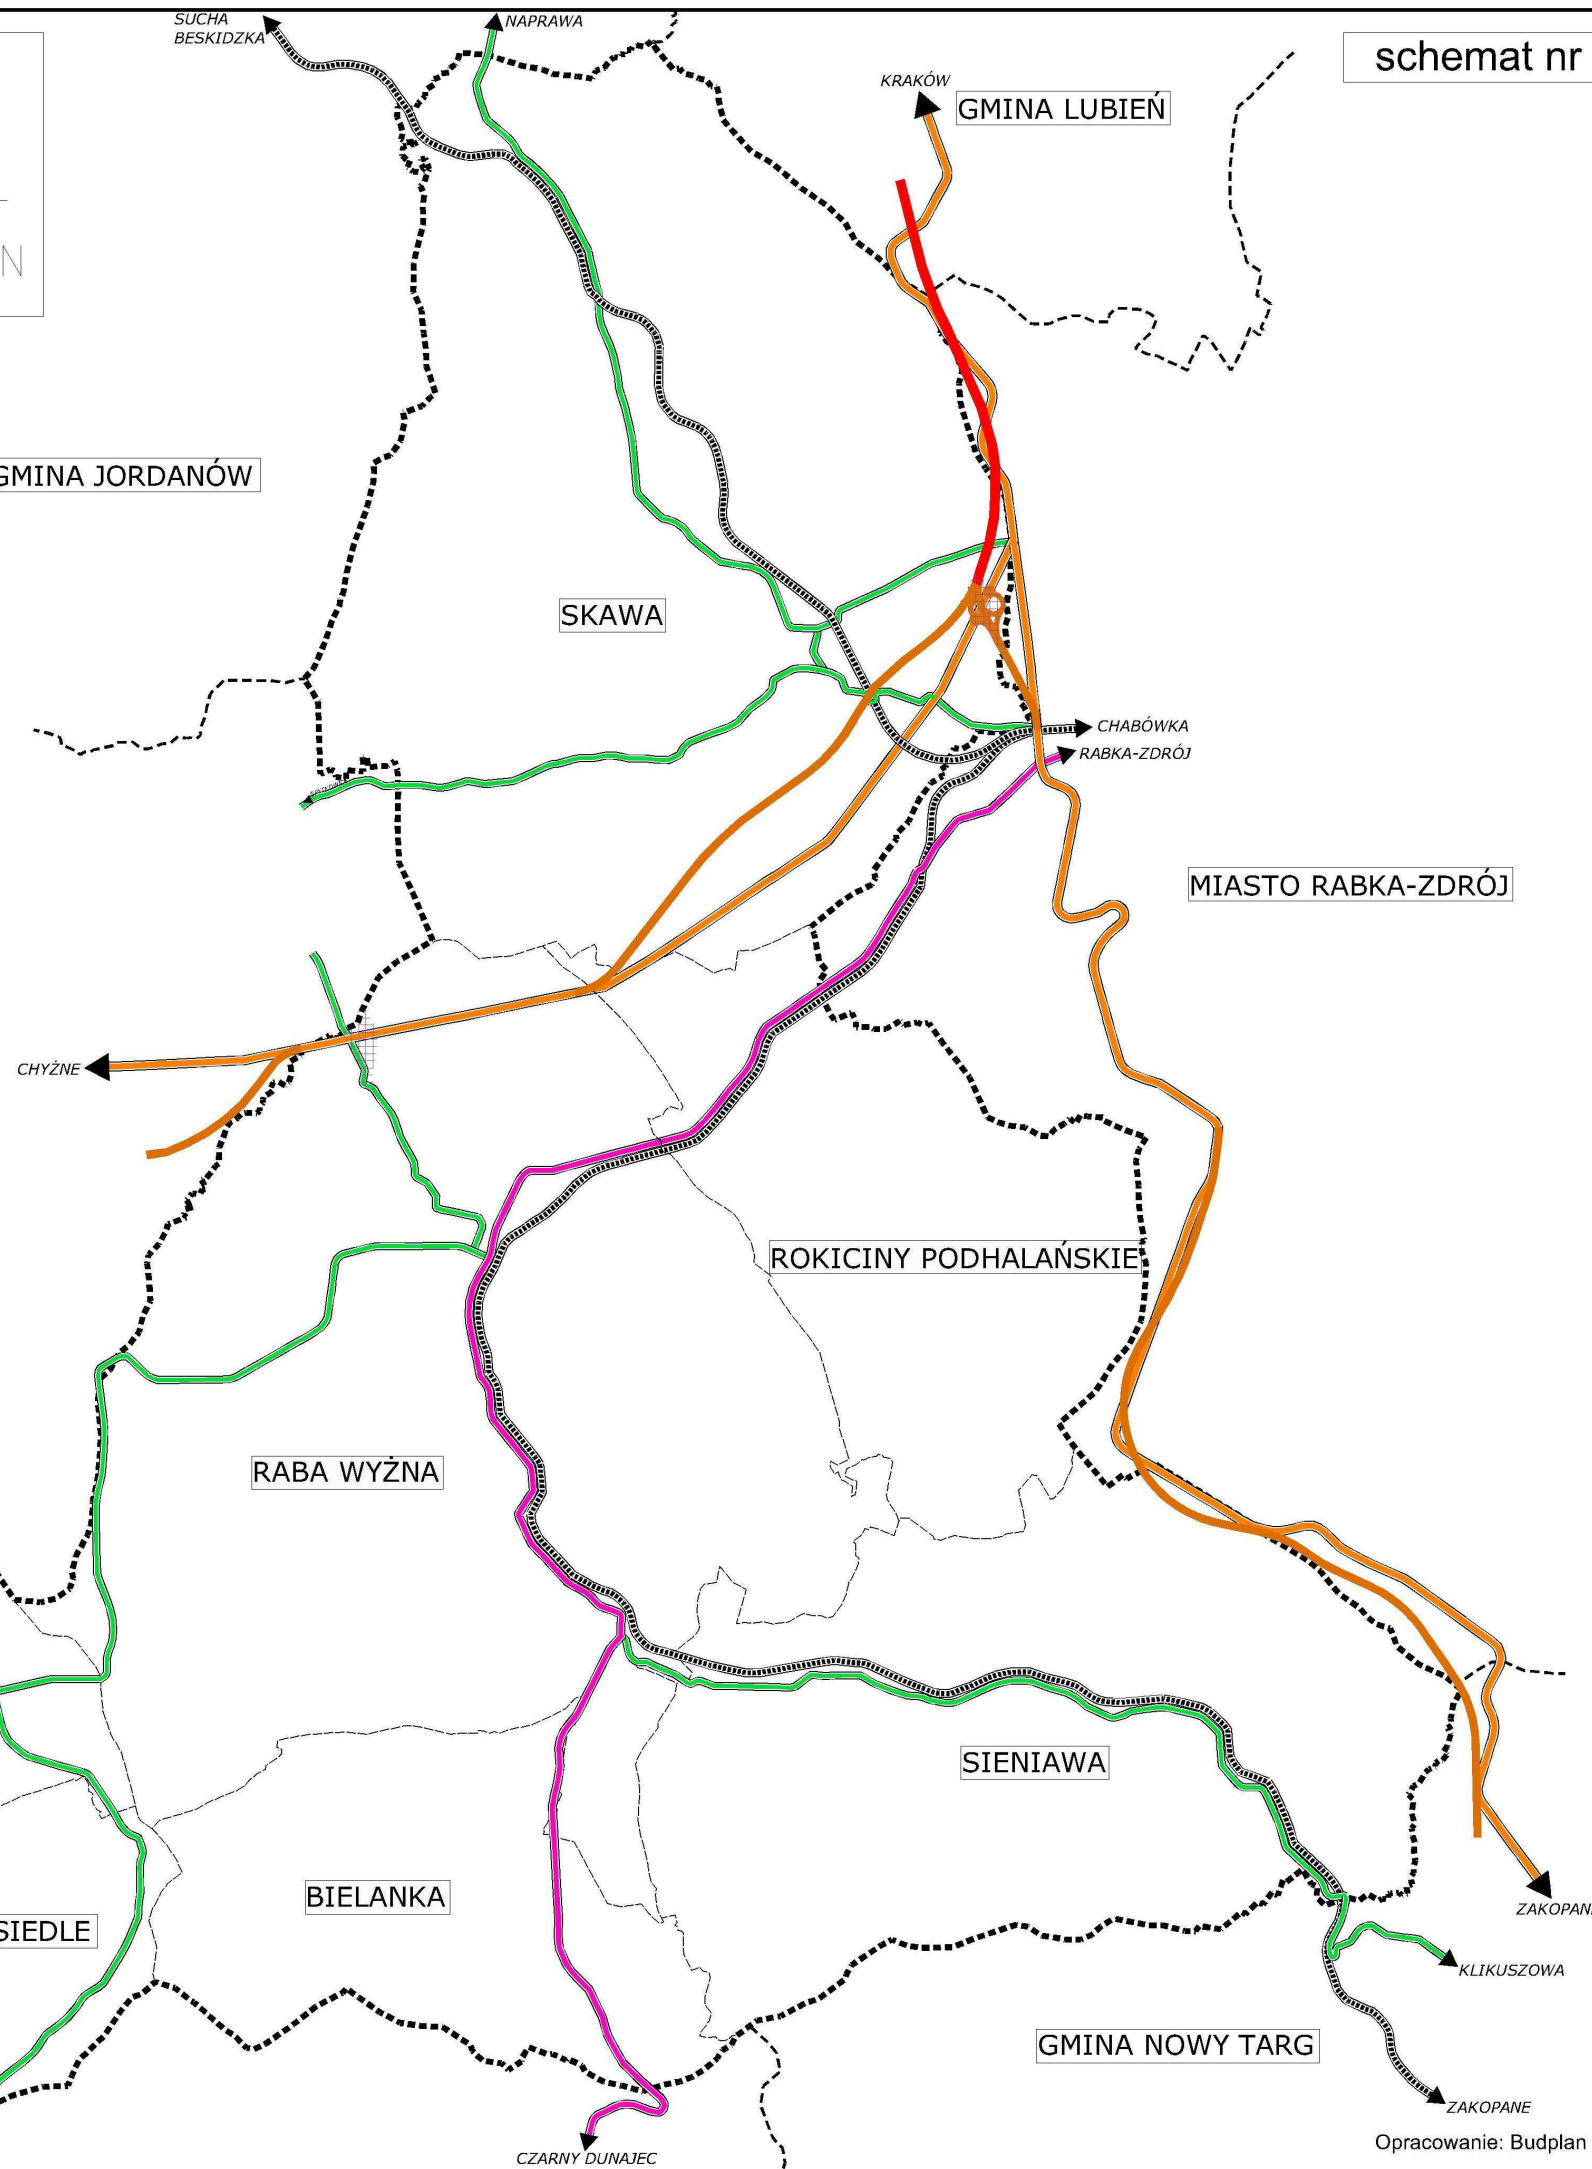 SUCHA
BESKIDZKA
NAPRAWA
schemat nr
KRAKÓW
GMINA LUBIEŃ
N
GMINA JORDANÓW
SKAWA
CHABÓWKA
RABKA-ZDRÓJ
MIASTO RABKA-ZDRÓJ
CHYŻNE
ROKICINY PODHALAŃSKIE
RABA WYŻNA
SIENIAWA
BIELANKA
SIEDLE
ZAKOPANE
KLIKUSZOWA
GMINA NOWY TARG
ZAKOPANE
CZARNY DUNAJEC
Opracowanie: Budplan